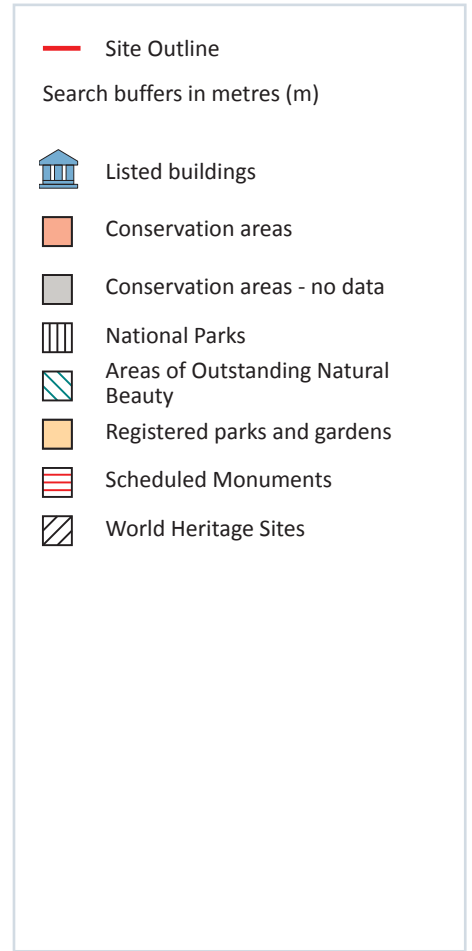 Site Outline
Search buffers in metres (m)
Listed buildings
Conservation areas
Conservation areas - no data
National Parks
Areas of Outstanding Natural
Beauty
Registered parks and gardens
Scheduled Monuments
World Heritage Sites